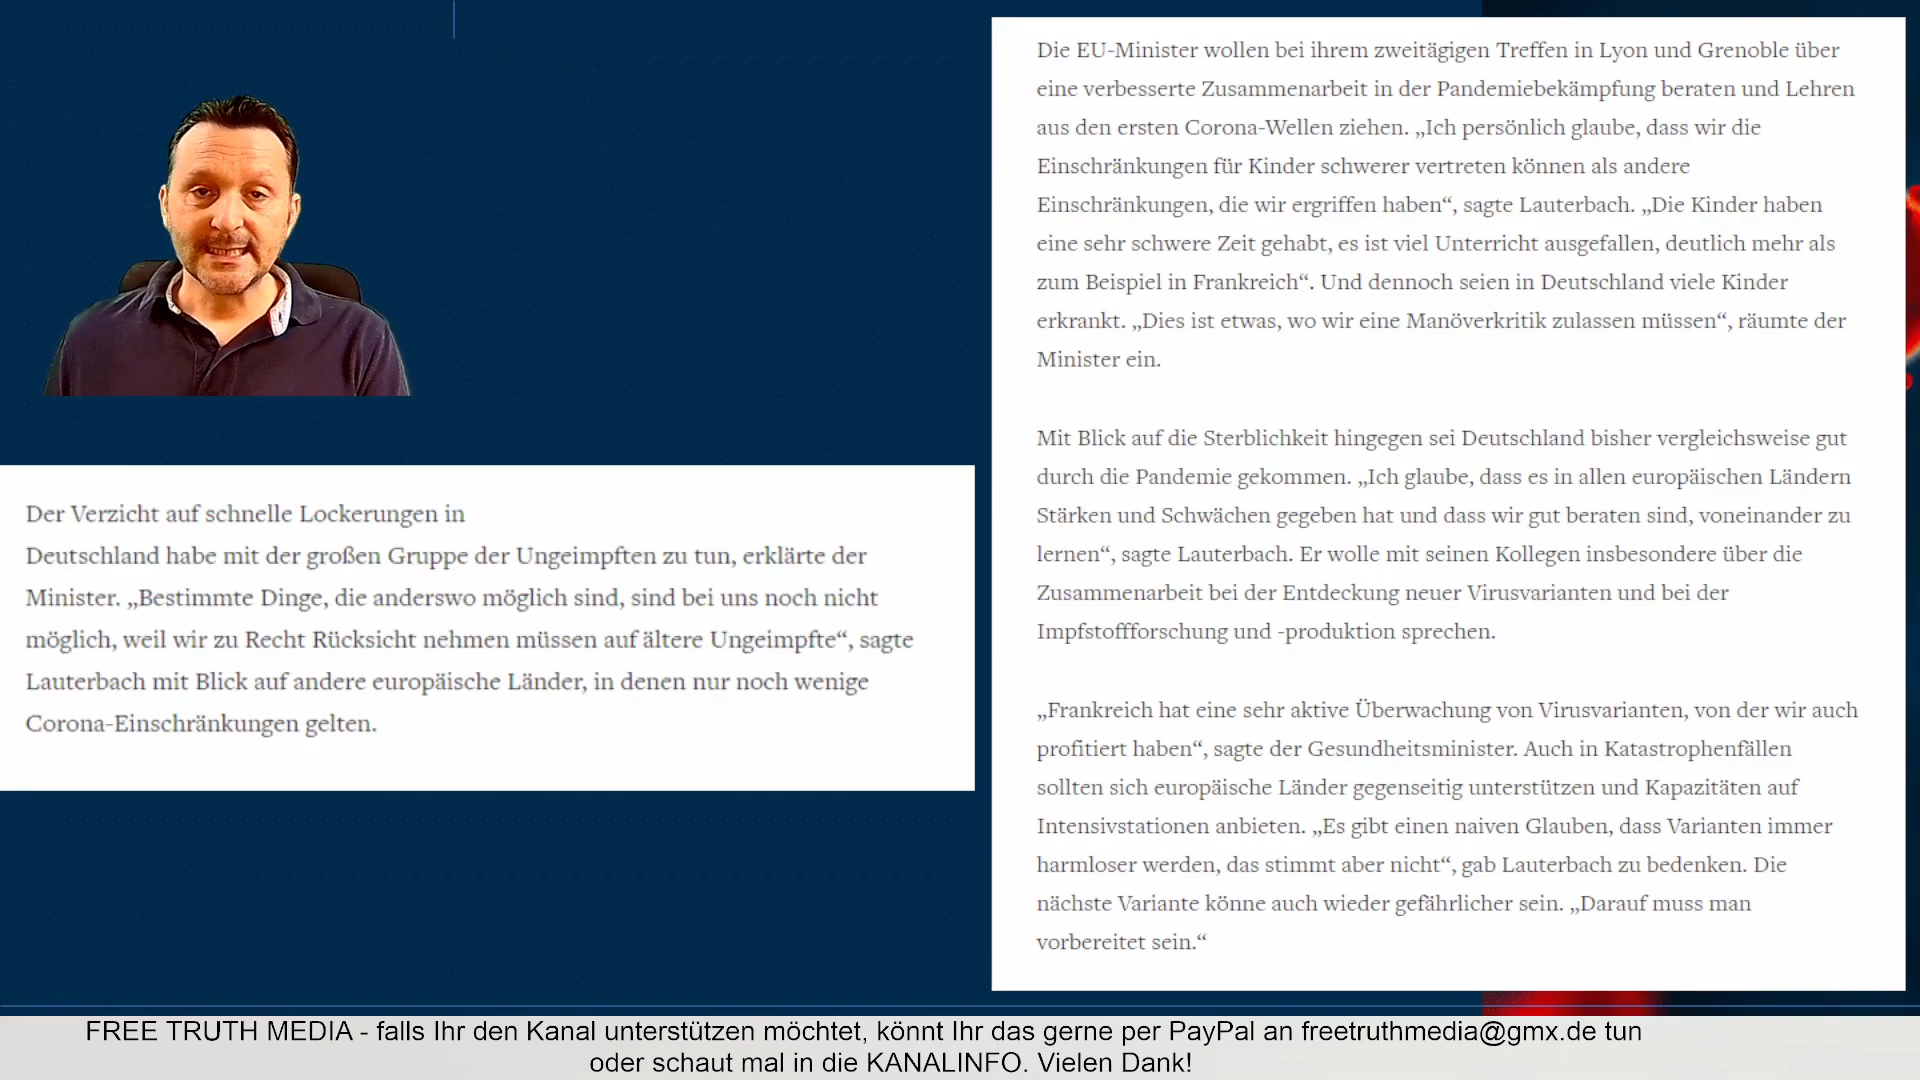 Der Verzicht auf schnelle Lockerungen in
Deutschland habe mit der großen Gruppe der Ungeimpften zu tun, erklärte der
Minister. „Bestimmte Dinge, die anderswo möglich sind, sind bei uns noch nicht
möglich, weil wir zu Recht Rücksicht nehmen müssen auf ältere Ungeimpfte“, sagte
Lauterbach mit Blick auf andere europäische Länder, in denen nur noch wenige
Corona-Einschränkungen gelten.
Die EU-Minister wollen bei ihrem zweitägigen Treffen in Lyon und Grenoble über
eine verbesserte Zusammenarbeit in der Pandemiebekämpfung beraten und Lehren
aus den ersten Corona-Wellen ziehen. „Ich persönlich glaube, dass wir die
Einschränkungen für Kinder schwerer vertreten können als andere
Einschränkungen, die wir ergriffen haben“, sagte Lauterbach. „Die Kinder haben
eine sehr schwere Zeit gehabt, es ist viel Unterricht ausgefallen, deutlich mehr als
zum Beispiel in Frankreich“. Und dennoch seien in Deutschland viele Kinder
erkrankt. „Dies ist etwas, wo wir eine Manöverkritik zulassen müssen“, räumte der
Minister ein.
Mit Blick auf die Sterblichkeit hingegen sei Deutschland bisher vergleichsweise gut
durch die Pandemie gekommen. „Ich glaube, dass es in allen europäischen Ländern
Stärken und Schwächen gegeben hat und dass wir gut beraten sind, voneinander zu
lernen“, sagte Lauterbach. Er wolle mit seinen Kollegen insbesondere über die
Zusammenarbeit bei der Entdeckung neuer Virusvarianten und bei der
Impfstoffforschung und -produktion sprechen.
„Frankreich hat eine sehr aktive Überwachung von Virusvarianten, von der wir auch
profitiert haben“, sagte der Gesundheitsminister. Auch in Katastrophenfällen
sollten sich europäische Länder gegenseitig unterstützen und Kapazitäten auf
Intensivstationen anbieten. „Es gibt einen naiven Glauben, dass Varianten immer
harmloser werden, das stimmt aber nicht“, gab Lauterbach zu bedenken. Die
nächste Variante könne auch wieder gefährlicher sein. „Darauf muss man
vorbereitet sein.“
FREE TRUTH MEDIA - falls Ihr den Kanal unterstützen möchtet, könnt Ihr das gerne per PayPal an freetruthmedia@gmx.de tun
oder schaut mal in die KANALINFO. Vielen Dank!